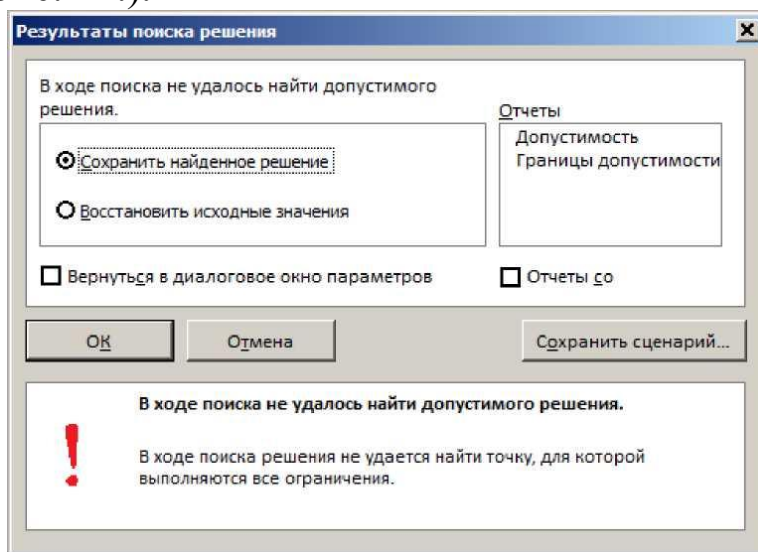 Результаты поиска решения
В ходе поиска не удалось найти допустимого
решения.
Сохранить найденное решение
Восстановить исходные значения
Отчеты
Допустимость
Границы допустимости
Вернуться в диалоговое окно параметров
Отчеты со
ОК
Отмена
Сохранить сценарий...
В ходе поиска не удалось найти допустимого решения.
В ходе поиска решения не удается найти точку, для которой
выполняются все ограничения.